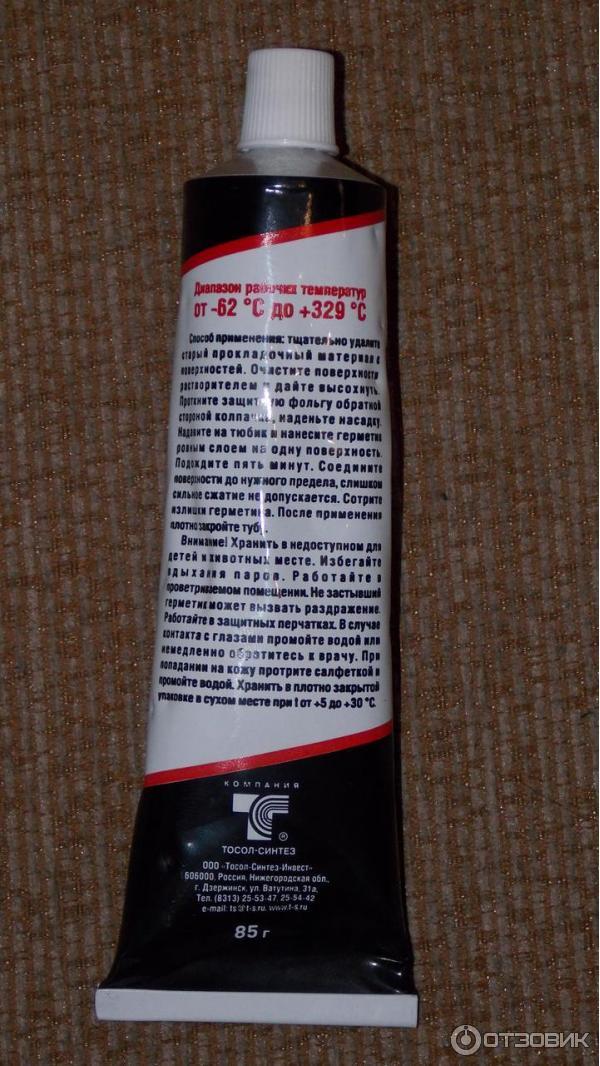 Диапазон рабочих температур
от -62 °C до +329 °C
Способ применения: тщательно удалите
старый прокладочный материал с
поверхностей. Очистите поверхности
растворителем и дайте высохнуть.
Проткните защитную фольгу обратной
стороной колпачка, наденьте насадку.
Надавите на тюбик и нанесите герметик
ровным слоем на одну поверхность.
Подождите пять минут. Соедините
поверхности до нужного предела, слишком
сильное сжатие не допускается. Сотрите
излишки герметика. После применения
плотно закройте тубу.
Внимание! Хранить в недоступном для
детей и животных месте. Избегайте
вдыхания паров. Работайте в
проветриваемом помещении. Не застывший
герметик может вызвать раздражение.
Работайте в защитных перчатках. В случае
контакта с глазами промойте водой или
немедленно обратитесь к врачу. При
попадании на кожу протрите салфеткой и
промойте водой. Хранить в плотно закрытой
упаковке в сухом месте при t от +5 до +30 °C.
КОМПАНИЯ
ТС ®
ТОСОЛ-СИНТЕЗ
ООО «Тосол-Синтез-Инвест»
606000, Россия, Нижегородская обл.,
г. Дзержинск, ул. Ватутина, 31а,
Тел. (8313) 25-53-47, 25-54-42
e-mail: ts@t-s.ru, www.t-s.ru
85 г
ОТЗОВИК